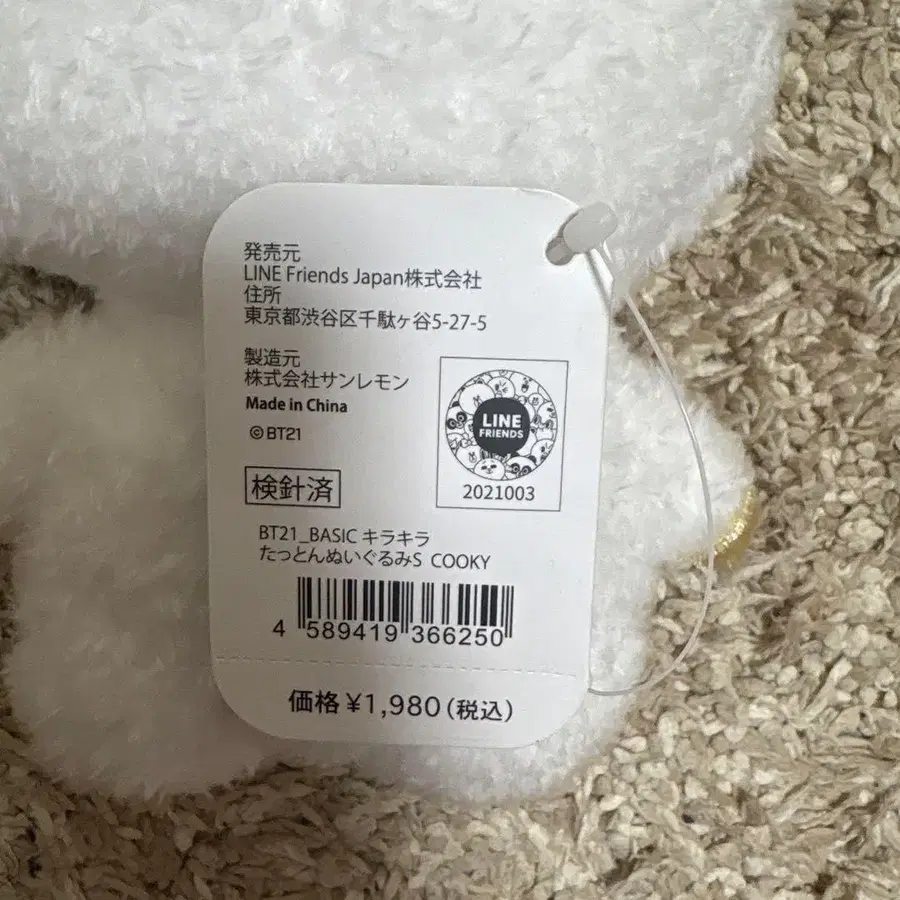 発売元
LINE Friends Japan株式会社
住所
東京都渋谷区千駄ヶ谷5-27-5
製造元
株式会社サンレモン
Made in China
©BT21
LINE
FRIENDS
2021003
検針済
BT21_BASIC キラキラ
たっとんぬいぐるみS COOKY
4 589419 366250
価格 ¥1,980(税込)